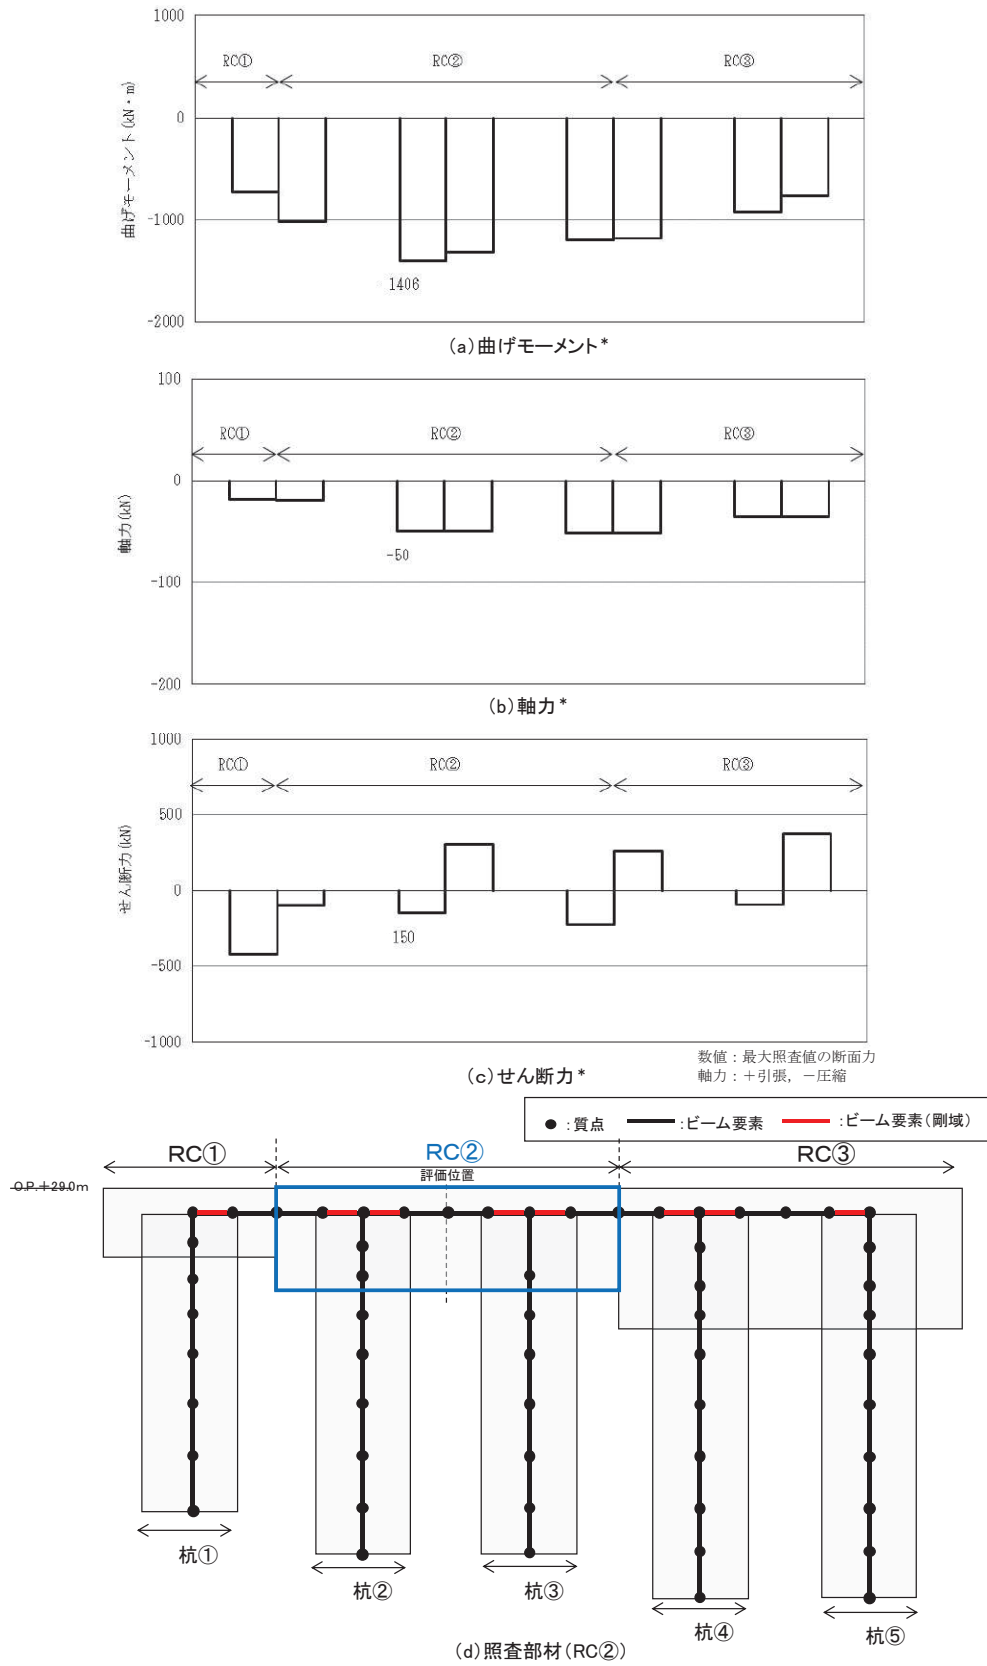 1000
RC①
RC②
RC③
0
曲げモーメント(kN・m)
-1000
1406
-2000
(a)曲げモーメント*
100
RC①
RC②
RC③
0
軸力(kN)
-50
-100
-200
(b)軸力*
1000
RC①
RC②
RC③
500
せん断力(kN)
0
150
-500
-1000
数値:最大照査値の断面力
(c)せん断力*
軸力:+引張,-圧縮
●:質点 :ビーム要素 :ビーム要素(剛域)
RC①
RC②
RC③
評価位置
O.P.+29.0m
杭①
杭②
杭③
杭④
杭⑤
(d)照査部材(RC②)